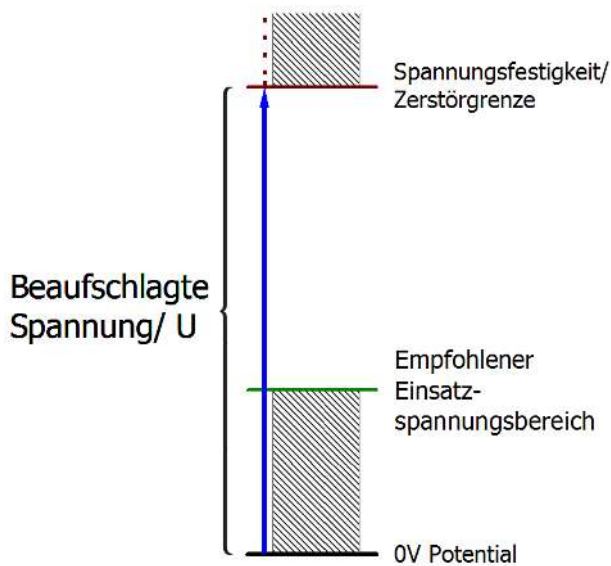 Spannungsfestigkeit/
Zerstörgrenze
Beaufschlagte
Spannung/ U
Empfohlener
Einsatz-
spannungsbereich
0V Potential